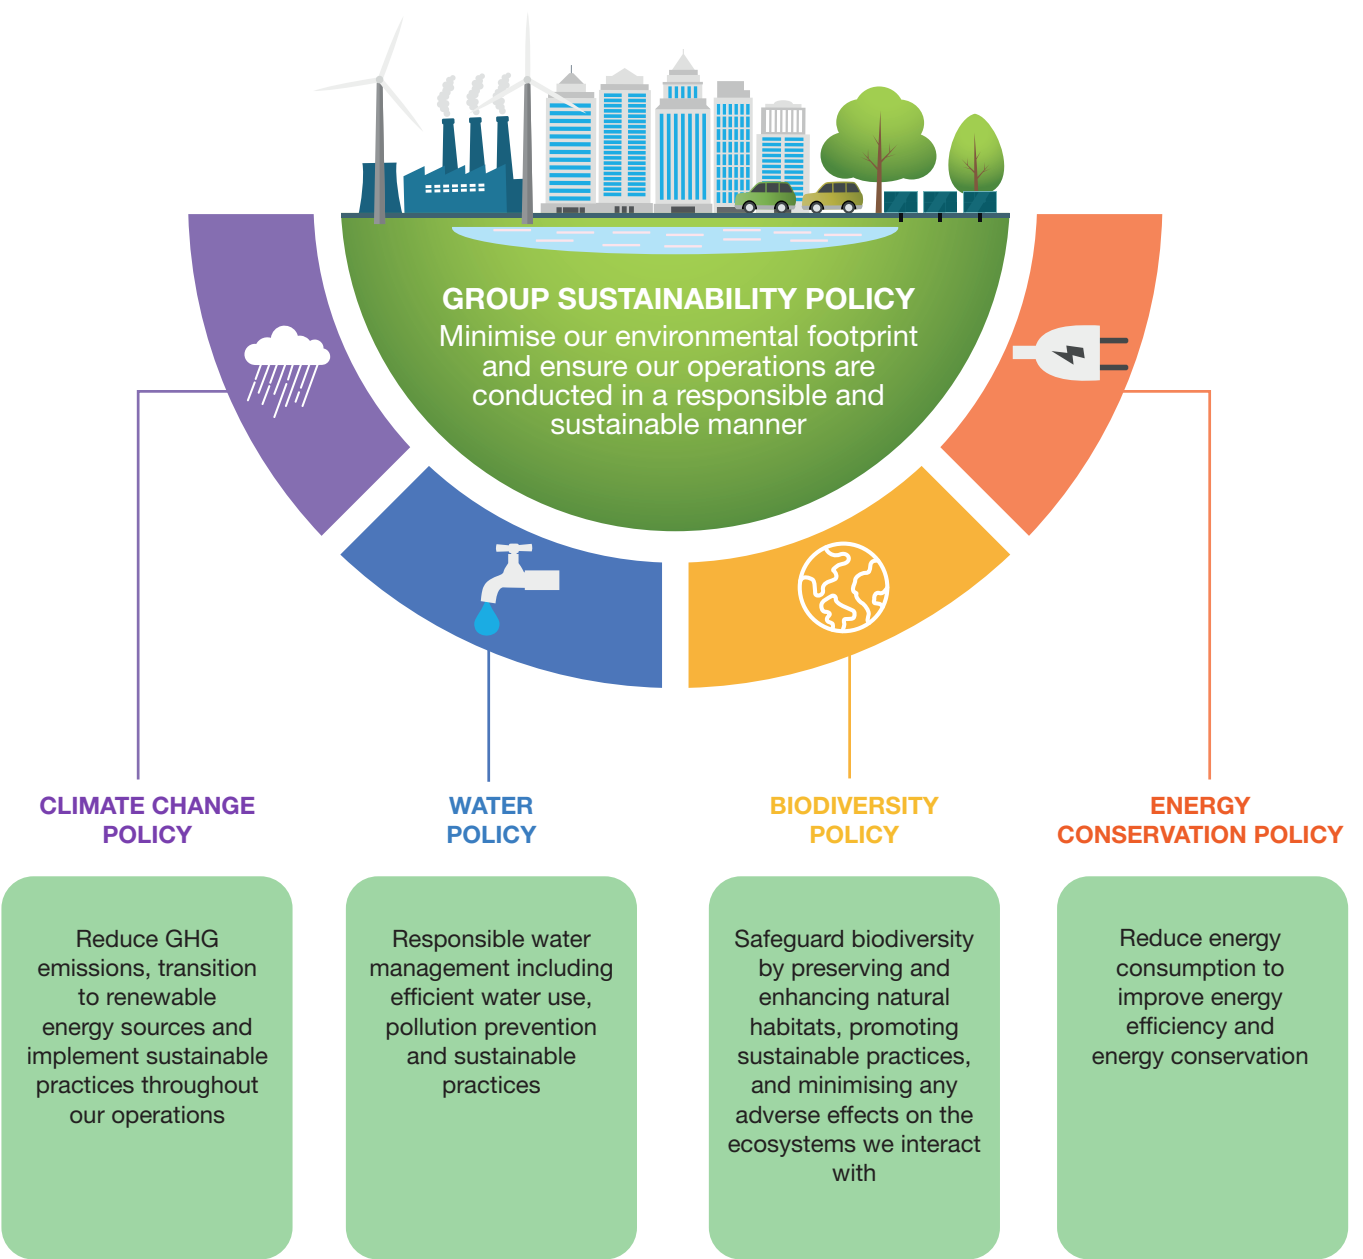 GROUP SUSTAINABILITY POLICY
Minimise our environmental footprint
and ensure our operations are
conducted in a responsible and
sustainable manner
CLIMATE CHANGE
POLICY
Reduce GHG
emissions, transition
to renewable
energy sources and
implement sustainable
practices throughout
our operations
WATER
POLICY
Responsible water
management including
efficient water use,
pollution prevention
and sustainable
practices
BIODIVERSITY
POLICY
Safeguard biodiversity
by preserving and
enhancing natural
habitats, promoting
sustainable practices,
and minimising any
adverse effects on the
ecosystems we interact
with
ENERGY
CONSERVATION POLICY
Reduce energy
consumption to
improve energy
efficiency and
energy conservation